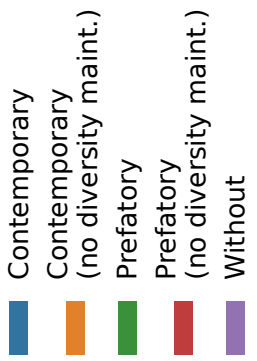 Contemporary
Contemporary
(no diversity maint.)
Prefatory
Prefatory
(no diversity maint.)
Without